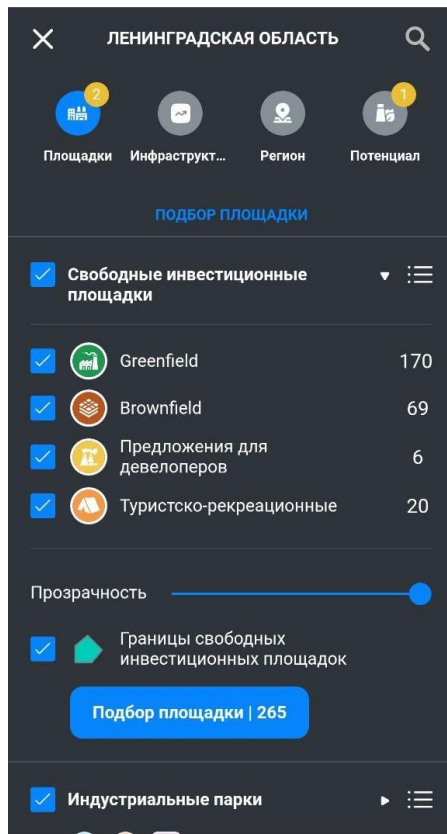 ЛЕНИНГРАДСКАЯ ОБЛАСТЬ
2
1
Площадки Инфраструкт... Регион Потенциал
ПОДБОР ПЛОЩАДКИ
Свободные инвестиционные
площадки
Greenfield 170
Brownfield 69
Предложения для
девелоперов 6
Туристско-рекреационные 20
Прозрачность
Границы свободных
инвестиционных площадок
Подбор площадки | 265
Индустриальные парки